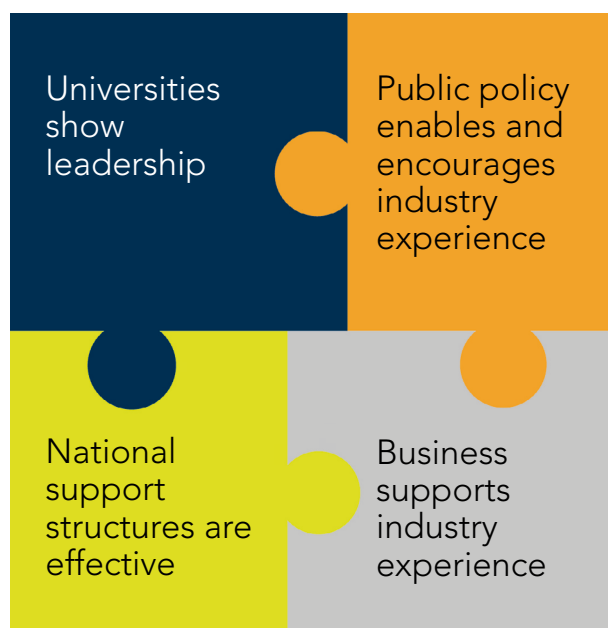 Universities
show
leadership
Public policy
enables and
encourages
industry
experience
National
support
structures are
effective
Business
supports
industry
experience